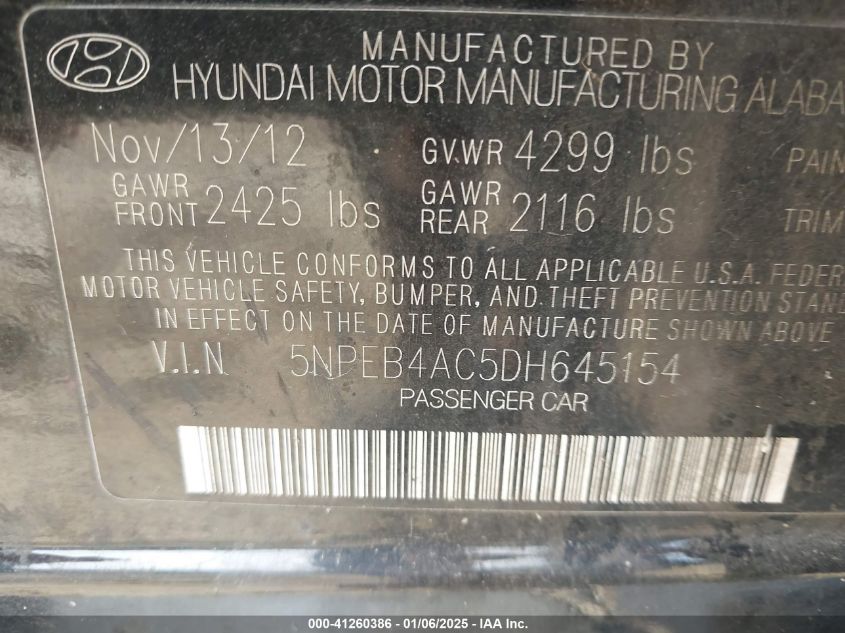 MANUFACTURED BY
HYUNDAI MOTOR MANUFACTURING ALABA
Nov/13/12 GVWR 4299 lbs PAIN
GAWR FRONT 2425 lbs GAWR REAR 2116 lbs TRIM
THIS VEHICLE CONFORMS TO ALL APPLICABLE U.S.A. FEDER
MOTOR VEHICLE SAFETY, BUMPER, AND THEFT PREVENTION STAND
IN EFFECT ON THE DATE OF MANUFACTURE SHOWN ABOVE
V.I.N 5NPEB4AC5DH645154
PASSENGER CAR
000-41260386 - 01/06/2025 - IAA Inc.